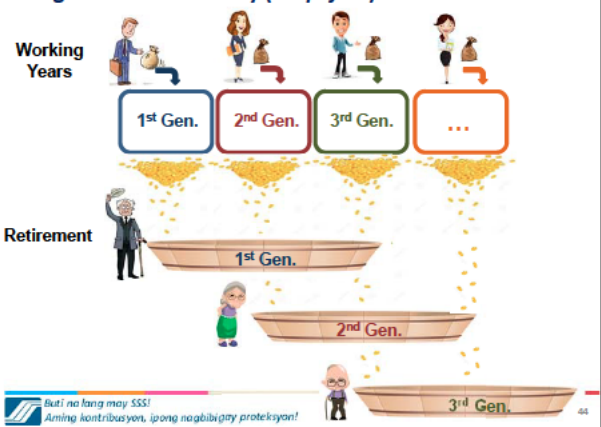 Working
Years
1st Gen.
2nd Gen.
3rd Gen.
...
Retirement
1st Gen.
2nd Gen.
3rd Gen.
Buti na lang may SSS!
Aming kontribusyon, ipong nagbibigay proteksyon!
44